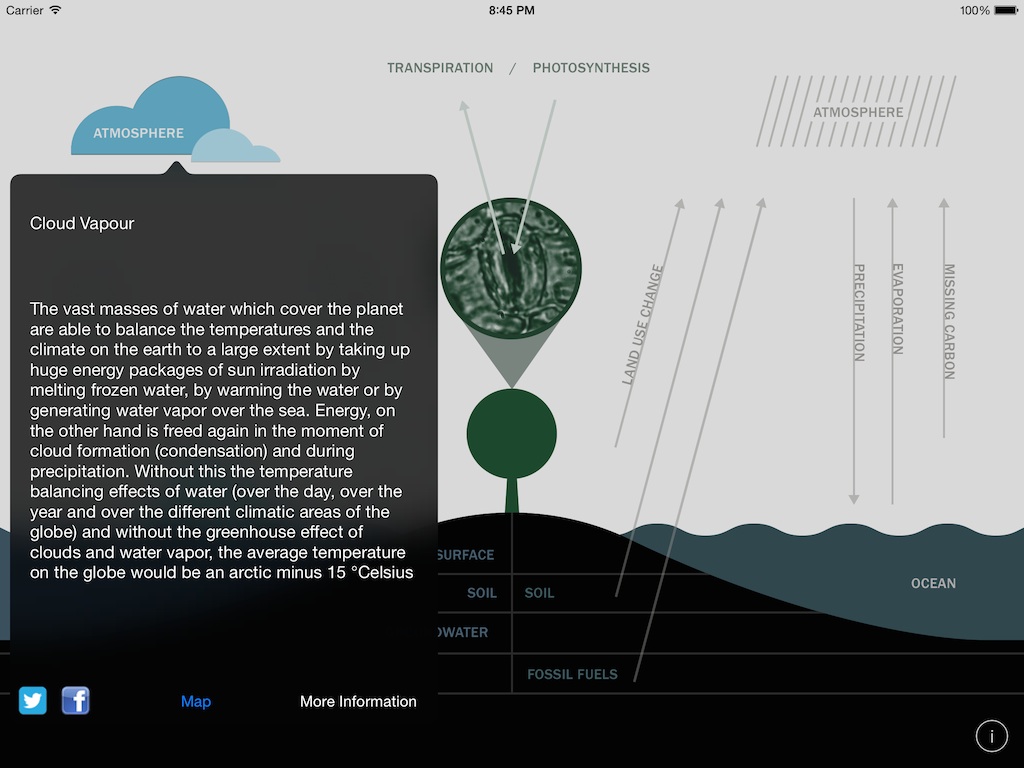 Carrier
8:45 PM
100%
TRANSPIRATION / PHOTOSYNTHESIS
ATMOSPHERE
ATMOSPHERE
Cloud Vapour
The vast masses of water which cover the planet
are able to balance the temperatures and the
climate on the earth to a large extent by taking up
huge energy packages of sun irradiation by
melting frozen water, by warming the water or by
generating water vapor over the sea. Energy, on
the other hand is freed again in the moment of
cloud formation (condensation) and during
precipitation. Without this the temperature
balancing effects of water (over the day, over the
year and over the different climatic areas of the
globe) and without the greenhouse effect of
clouds and water vapor, the average temperature
on the globe would be an arctic minus 15 °Celsius
Map
More Information
LAND USE CHANGE
PRECIPITATION
EVAPORATION
MISSING CARBON
SURFACE
SOIL
SOIL
DWATER
FOSSIL FUELS
OCEAN
i